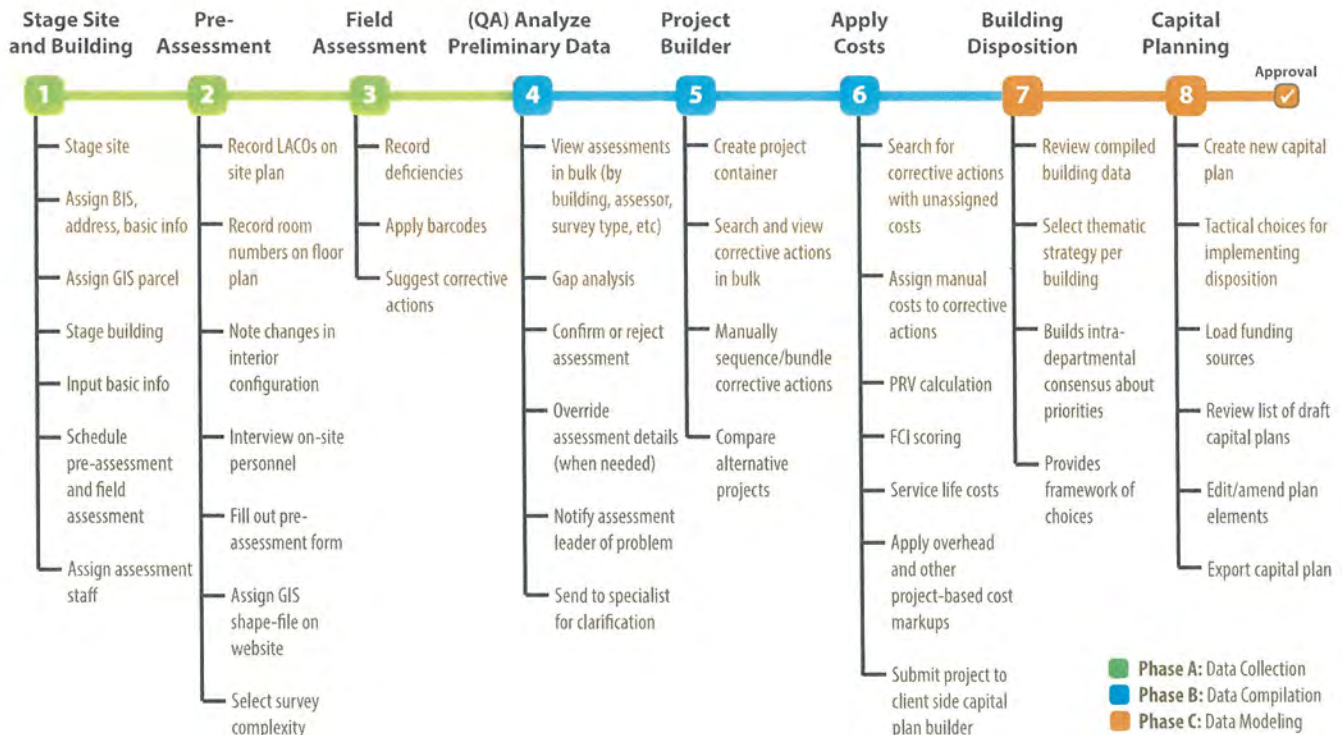 Stage Site
and Building
Pre-
Assessment
Field
Assessment
(QA) Analyze
Preliminary Data
Project
Builder
Apply
Costs
Building
Disposition
Capital
Planning
Approval
1
2
3
4
5
6
7
8
Stage site
Assign BIS,
address, basic info
Assign GIS parcel
Stage building
Input basic info
Schedule
pre-assessment
and field
assessment
Assign assessment
staff
Record LACOs on
site plan
Record room
numbers on floor
plan
Note changes in
interior
configuration
Interview on-site
personnel
Fill out pre-
assessment form
Assign GIS
shape-file on
website
Select survey
complexity
Record
deficiencies
Apply barcodes
Suggest corrective
actions
View assessments
in bulk (by
building, assessor,
survey type, etc)
Gap analysis
Confirm or reject
assessment
Override
assessment details
(when needed)
Notify assessment
leader of problem
Send to specialist
for clarification
Create project
container
Search and view
corrective actions
in bulk
Manually
sequence/bundle
corrective actions
Compare
alternative
projects
Search for
corrective actions
with unassigned
costs
Assign manual
costs to corrective
actions
PRV calculation
FCI scoring
Service life costs
Apply overhead
and other
project-based cost
markups
Submit project to
client side capital
plan builder
Review compiled
building data
Select thematic
strategy per
building
Builds intra-
departmental
consensus about
priorities
Provides
framework of
choices
Create new capital
plan
Tactical choices for
implementing
disposition
Load funding
sources
Review list of draft
capital plans
Edit/amend plan
elements
Export capital plan
Phase A: Data Collection
Phase B: Data Compilation
Phase C: Data Modeling